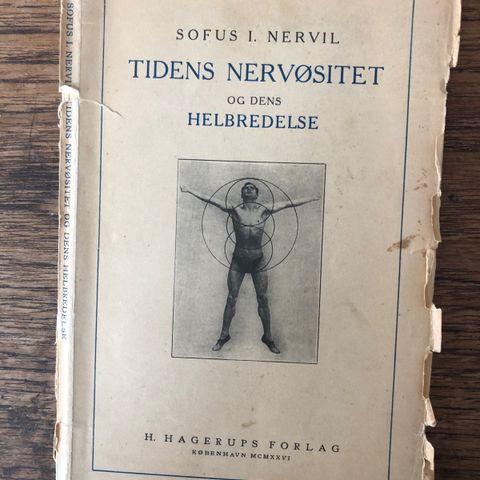 SOFUS I. NERVIL
TIDENS NERVØSITET
OG DENS
HELBREDELSE
H. HAGERUPS FORLAG
KØBENHAVN MCMXXVI
SOFUS I. NERVIL
TIDENS NERVØSITET OG DENS HELBREDELSE